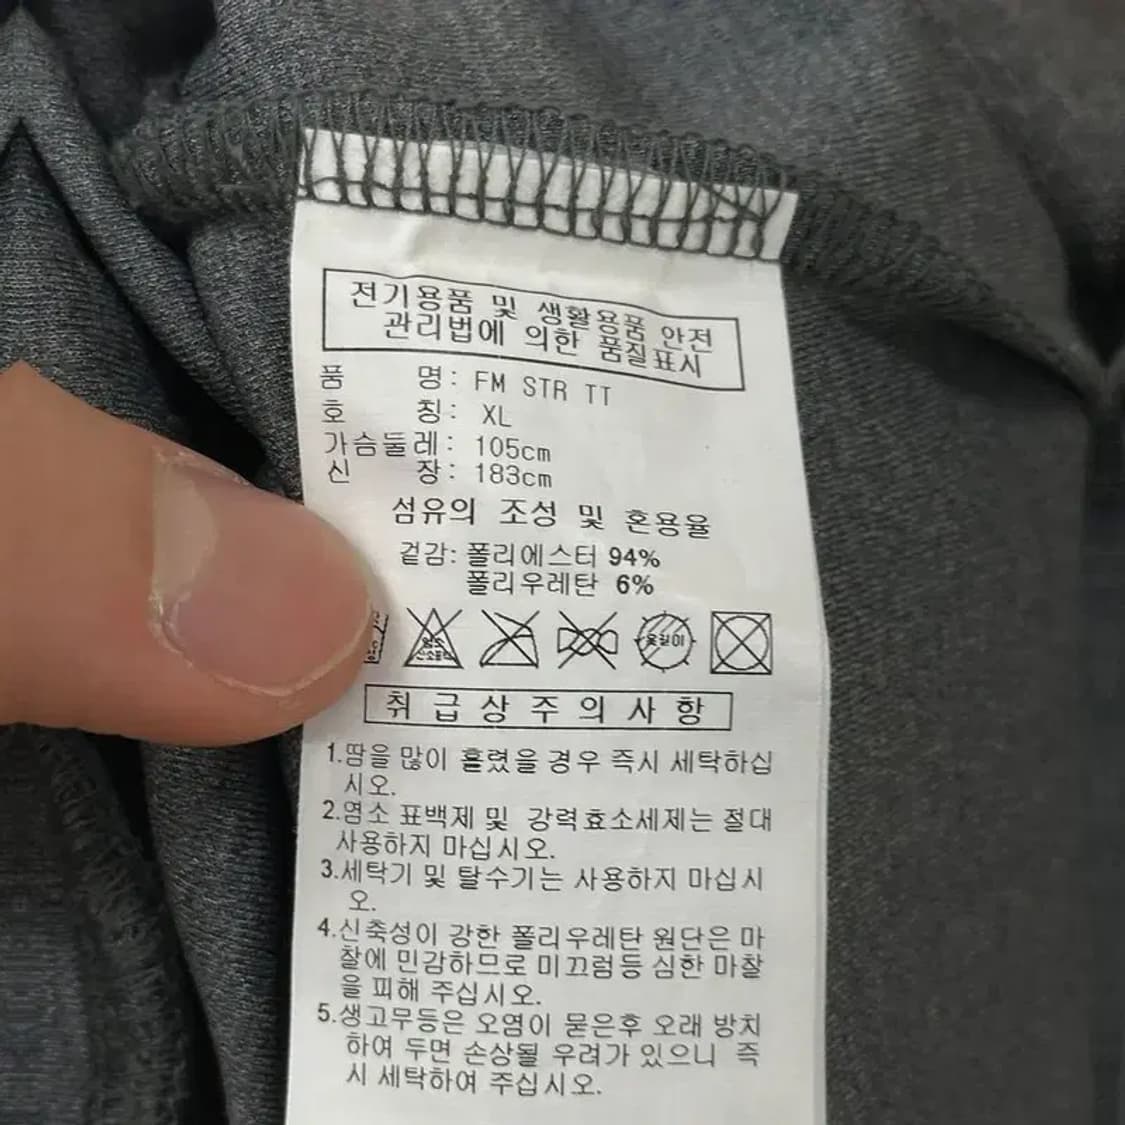 전기용품 및 생활용품 안전
관리법에 의한 품질표시
품 명: FM STR TT
호 칭: XL
가슴둘레: 105cm
신 장: 183cm
섬유의 조성 및 혼용율
겉감: 폴리에스터 94%
폴리우레탄 6%
염소
산소표백
옷걸이
취급상주의사항
1.땀을 많이 흘렸을 경우 즉시 세탁하십
시오.
2.염소 표백제 및 강력효소세제는 절대
사용하지 마십시오.
3.세탁기 및 탈수기는 사용하지 마십시
오.
4.신축성이 강한 폴리우레탄 원단은 마
찰에 민감하므로 미끄럼등 심한 마찰
을 피해 주십시오.
5.생고무등은 오염이 묻은후 오래 방치
하여 두면 손상될 우려가 있으니 즉
시 세탁하여 주십시오.